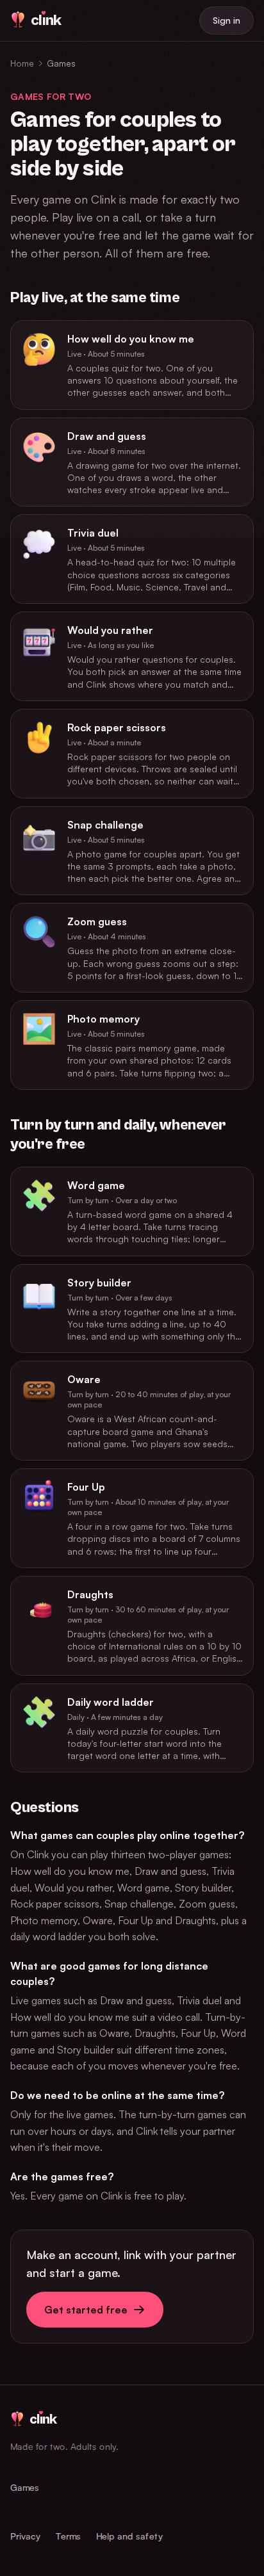 clink
Sign in
Home > Games
GAMES FOR TWO
Games for couples to
play together, apart or
side by side
Every game on Clink is made for exactly two
people. Play live on a call, or take a turn
whenever you're free and let the game wait for
the other person. All of them are free.
Play live, at the same time
How well do you know me
Live · About 5 minutes
A couples quiz for two. One of you
answers 10 questions about yourself, the
other guesses each answer, and both…
Draw and guess
Live · About 8 minutes
A drawing game for two over the internet.
One of you draws a word, the other
watches every stroke appear live and…
Trivia duel
Live · About 5 minutes
A head-to-head quiz for two: 10 multiple
choice questions across six categories
(Film, Food, Music, Science, Travel and…
Would you rather
Live · As long as you like
Would you rather questions for couples.
You both pick an answer at the same time
and Clink shows where you match and…
Rock paper scissors
Live · About a minute
Rock paper scissors for two people on
different devices. Throws are sealed until
you've both chosen, so neither can wait…
Snap challenge
Live · About 5 minutes
A photo game for couples apart. You get
the same 3 prompts, each take a photo,
then each pick the better one. Agree an…
Zoom guess
Live · About 4 minutes
Guess the photo from an extreme close-
up. Each wrong guess zooms out a step:
5 points for a first-look guess, down to 1…
Photo memory
Live · About 5 minutes
The classic pairs memory game, made
from your own shared photos: 12 cards
and 6 pairs. Take turns flipping two; a…
Turn by turn and daily, whenever
you're free
Word game
Turn by turn · Over a day or two
A turn-based word game on a shared 4
by 4 letter board. Take turns tracing
words through touching tiles; longer…
Story builder
Turn by turn · Over a few days
Write a story together one line at a time.
You take turns adding a line, up to 40
lines, and end up with something only th…
Oware
Turn by turn · 20 to 40 minutes of play, at your
own pace
Oware is a West African count-and-
capture board game and Ghana's
national game. Two players sow seeds…
Four Up
Turn by turn · About 10 minutes of play, at your
own pace
A four in a row game for two. Take turns
dropping discs into a board of 7 columns
and 6 rows; the first to line up four…
Draughts
Turn by turn · 30 to 60 minutes of play, at your
own pace
Draughts (checkers) for two, with a
choice of International rules on a 10 by 10
board, as played across Africa, or Englis…
Daily word ladder
Daily · A few minutes a day
A daily word puzzle for couples. Turn
today's four-letter start word into the
target word one letter at a time, with…
Questions
What games can couples play online together?
On Clink you can play thirteen two-player games:
How well do you know me, Draw and guess, Trivia
duel, Would you rather, Word game, Story builder,
Rock paper scissors, Snap challenge, Zoom guess,
Photo memory, Oware, Four Up and Draughts, plus a
daily word ladder you both solve.
What are good games for long distance
couples?
Live games such as Draw and guess, Trivia duel and
How well do you know me suit a video call. Turn-by-
turn games such as Oware, Draughts, Four Up, Word
game and Story builder suit different time zones,
because each of you moves whenever you're free.
Do we need to be online at the same time?
Only for the live games. The turn-by-turn games can
run over hours or days, and Clink tells your partner
when it's their move.
Are the games free?
Yes. Every game on Clink is free to play.
Make an account, link with your partner
and start a game.
Get started free →
clink
Made for two. Adults only.
Games
Privacy Terms Help and safety